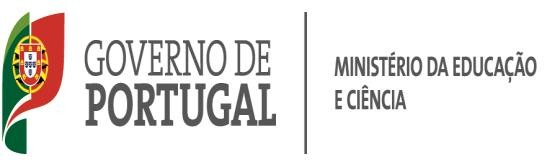 GOVERNO DE
PORTUGAL
MINISTÉRIO DA EDUCAÇÃO
E CIÊNCIA